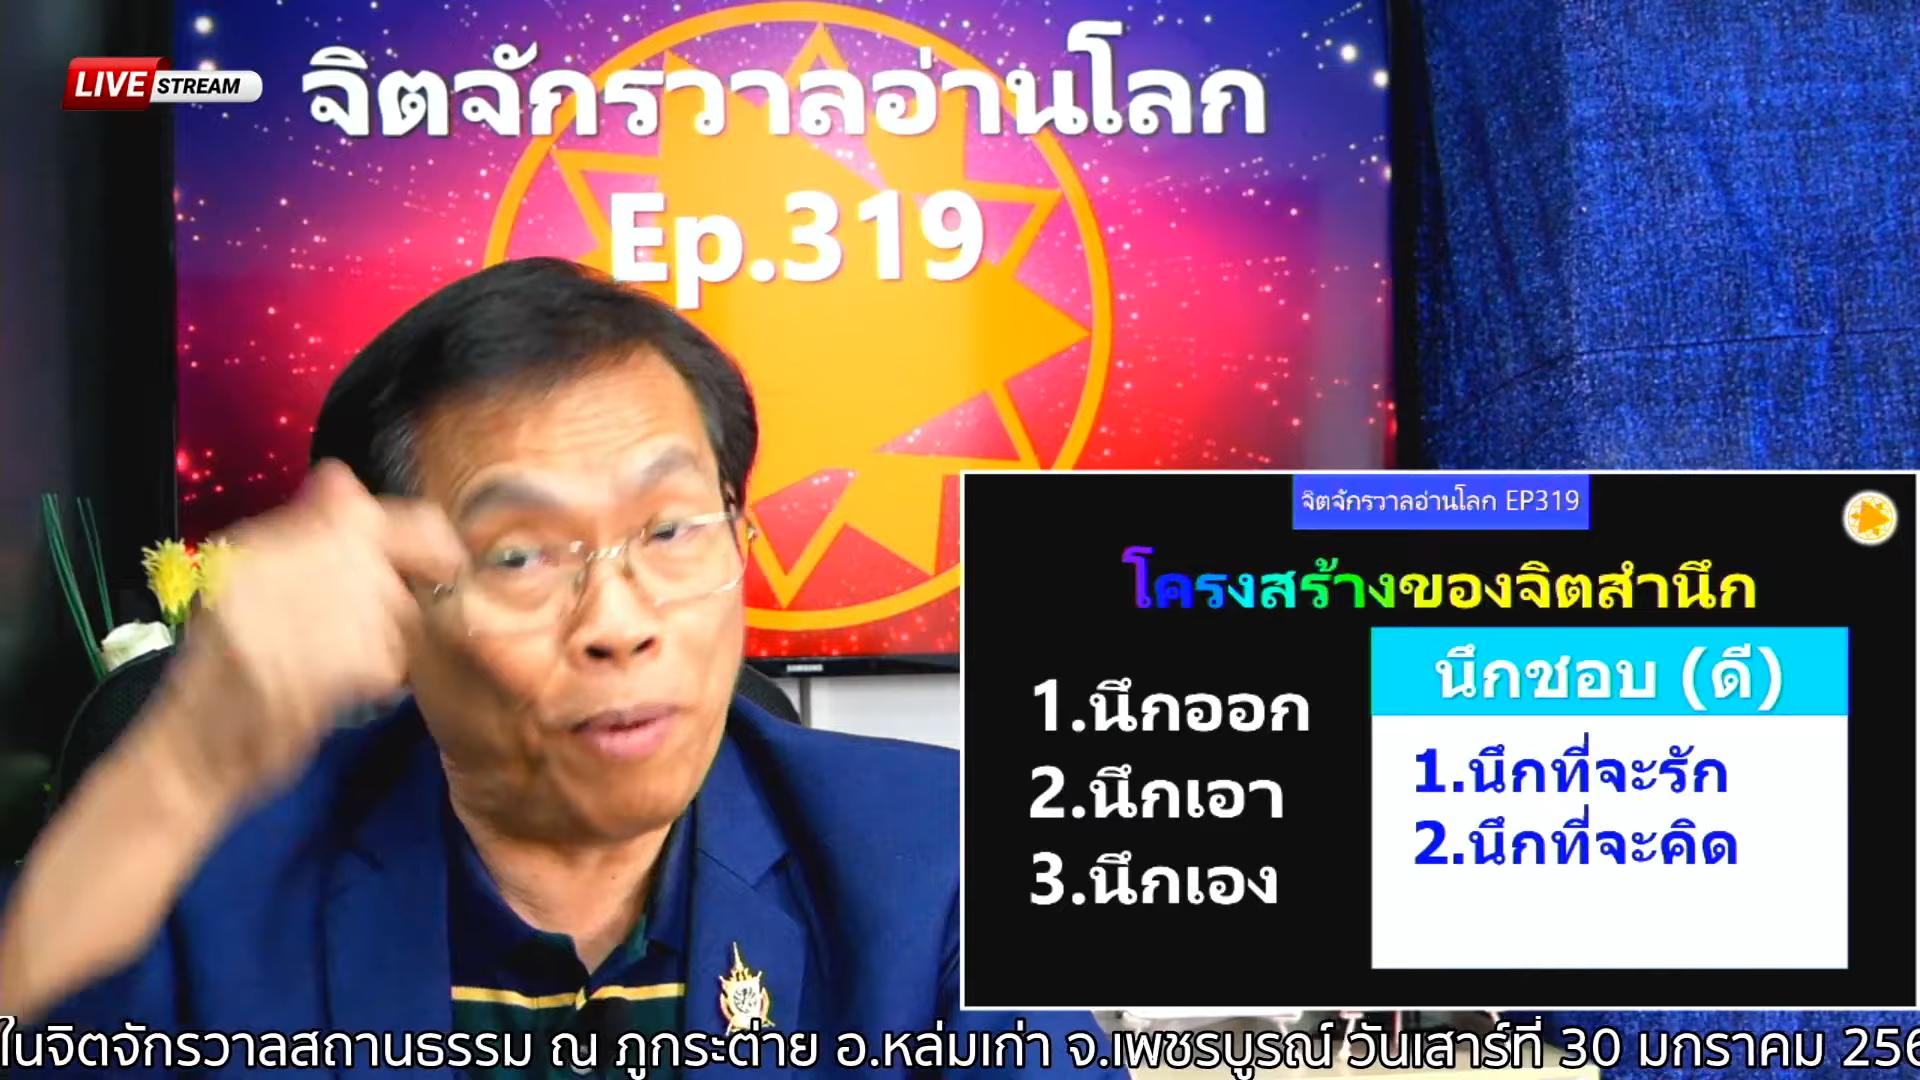 LIVE STREAM
จิตจักรวาลอ่านโลก
Ep.319
SAMSUNG
จิตจักรวาลอ่านโลก EP319
โครงสร้างของจิตสำนึก
1.นึกออก
2.นึกเอา
3.นึกเอง
นึกชอบ (ดี)
1.นึกที่จะรัก
2.นึกที่จะคิด
ในจิตจักรวาลสถานธรรม ณ ภูกระต่าย อ.หล่มเก่า จ.เพชรบูรณ์ วันเสาร์ที่ 30 มกราคม 256